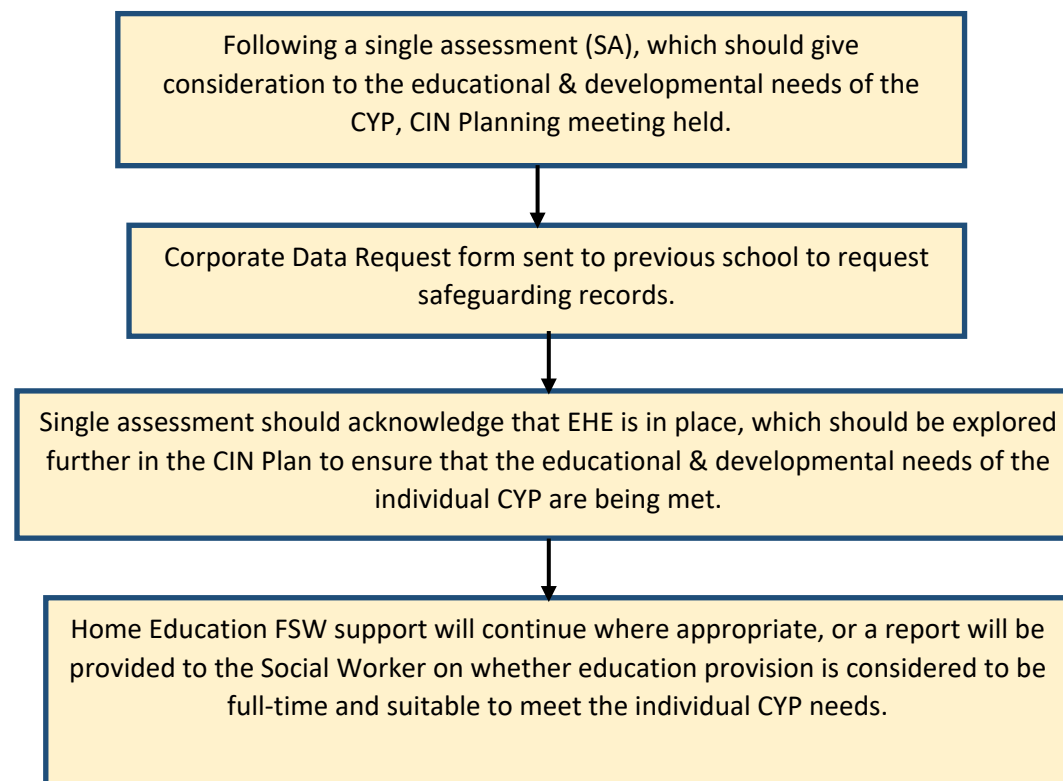 Following a single assessment (SA), which should give
consideration to the educational & developmental needs of the
CYP, CIN Planning meeting held.
Corporate Data Request form sent to previous school to request
safeguarding records.
Single assessment should acknowledge that EHE is in place, which should be explored
further in the CIN Plan to ensure that the educational & developmental needs of the
individual CYP are being met.
Home Education FSW support will continue where appropriate, or a report will be
provided to the Social Worker on whether education provision is considered to be
full-time and suitable to meet the individual CYP needs.